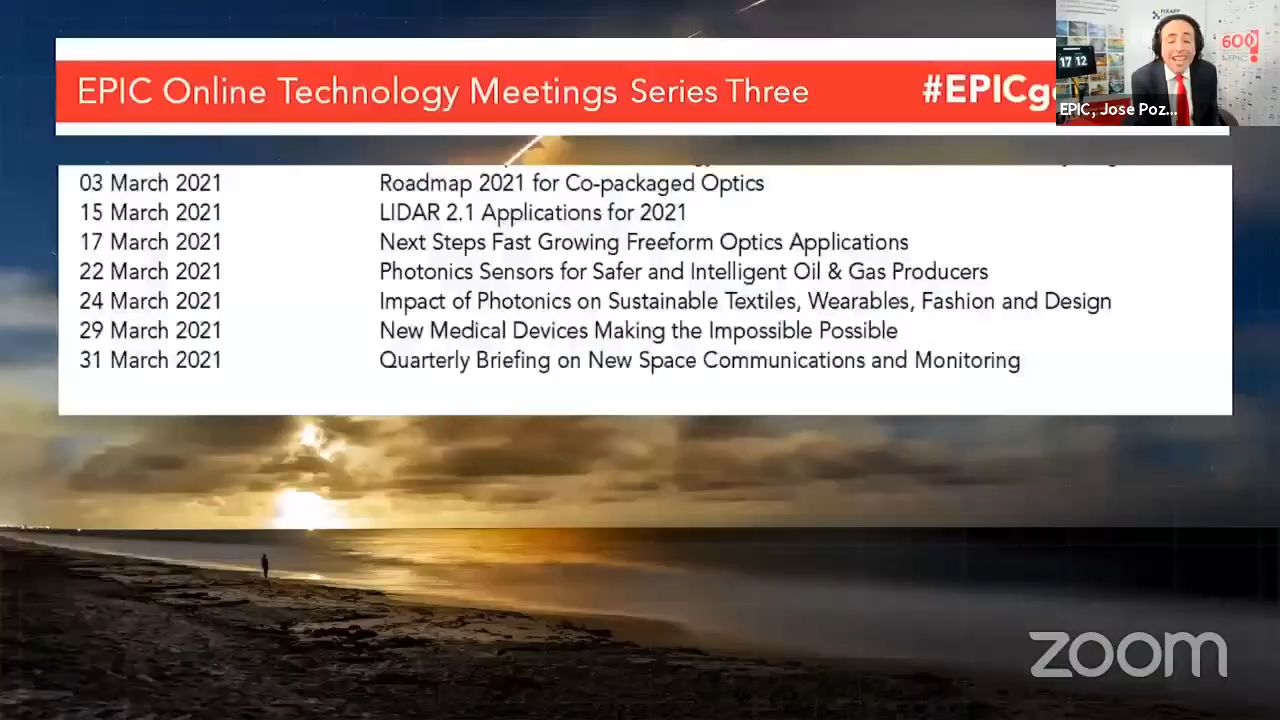 EPIC Online Technology Meetings Series Three
#EPICg
03 March 2021 Roadmap 2021 for Co-packaged Optics
15 March 2021 LIDAR 2.1 Applications for 2021
17 March 2021 Next Steps Fast Growing Freeform Optics Applications
22 March 2021 Photonics Sensors for Safer and Intelligent Oil & Gas Producers
24 March 2021 Impact of Photonics on Sustainable Textiles, Wearables, Fashion and Design
29 March 2021 New Medical Devices Making the Impossible Possible
31 March 2021 Quarterly Briefing on New Space Communications and Monitoring
PIXAPP
17 12
600
EPIC
EPIC, Jose Poz...
zoom